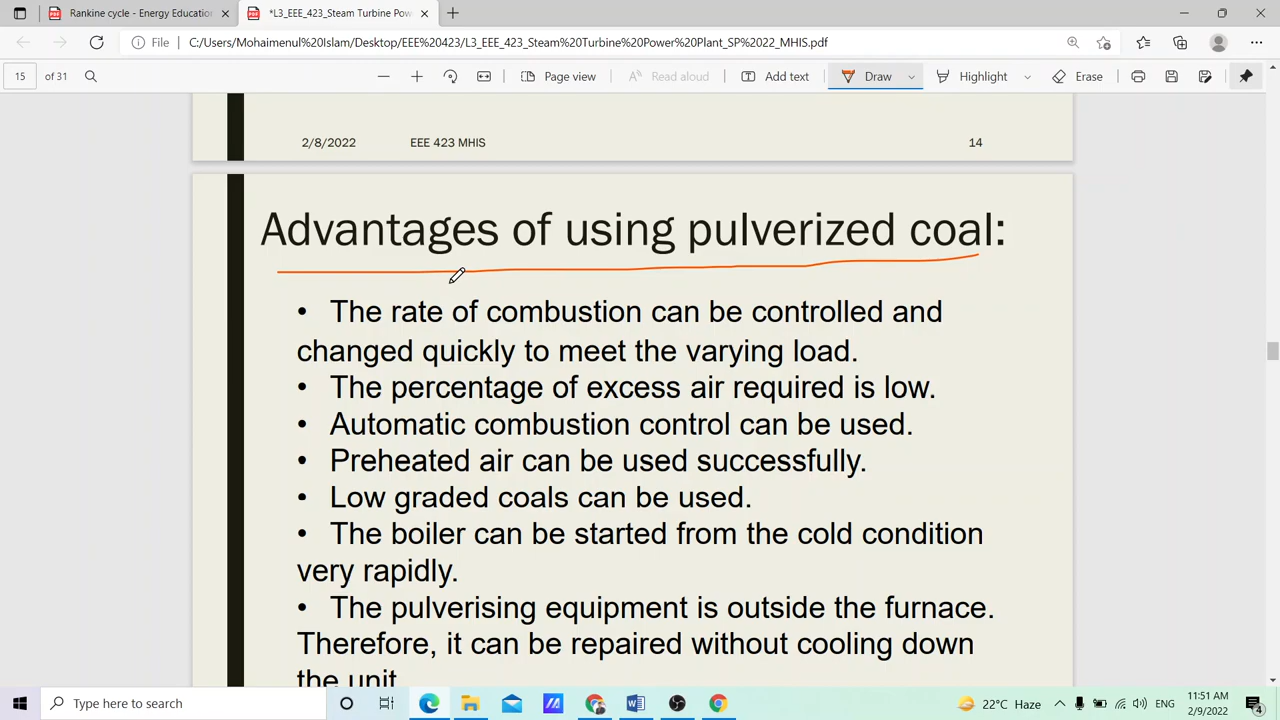 Rankine cycle - Energy Education
*L3_EEE_423_Steam Turbine Pow
File
C:/Users/Mohaimenul%20Islam/Desktop/EEE%20423/L3_EEE_423_Steam%20Turbine%20Power%20Plant_SP%2022_MHIS.pdf
15 of 31
Page view
Read aloud
Add text
Draw
Highlight
Erase
2/8/2022 EEE 423 MHIS 14
Advantages of using pulverized coal:
• The rate of combustion can be controlled and
changed quickly to meet the varying load.
• The percentage of excess air required is low.
• Automatic combustion control can be used.
• Preheated air can be used successfully.
• Low graded coals can be used.
• The boiler can be started from the cold condition
very rapidly.
• The pulverising equipment is outside the furnace.
Therefore, it can be repaired without cooling down
the unit
Type here to search
22°C Haze
ENG
11:51 AM
2/9/2022
4